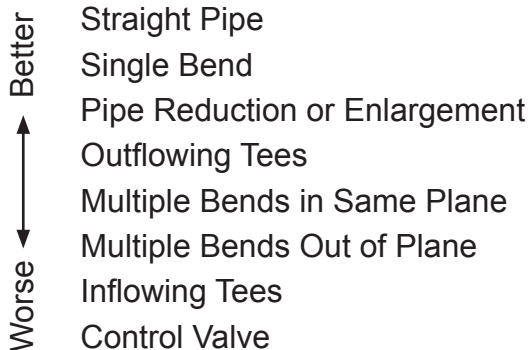 Better
Worse
Straight Pipe
Single Bend
Pipe Reduction or Enlargement
Outflowing Tees
Multiple Bends in Same Plane
Multiple Bends Out of Plane
Inflowing Tees
Control Valve